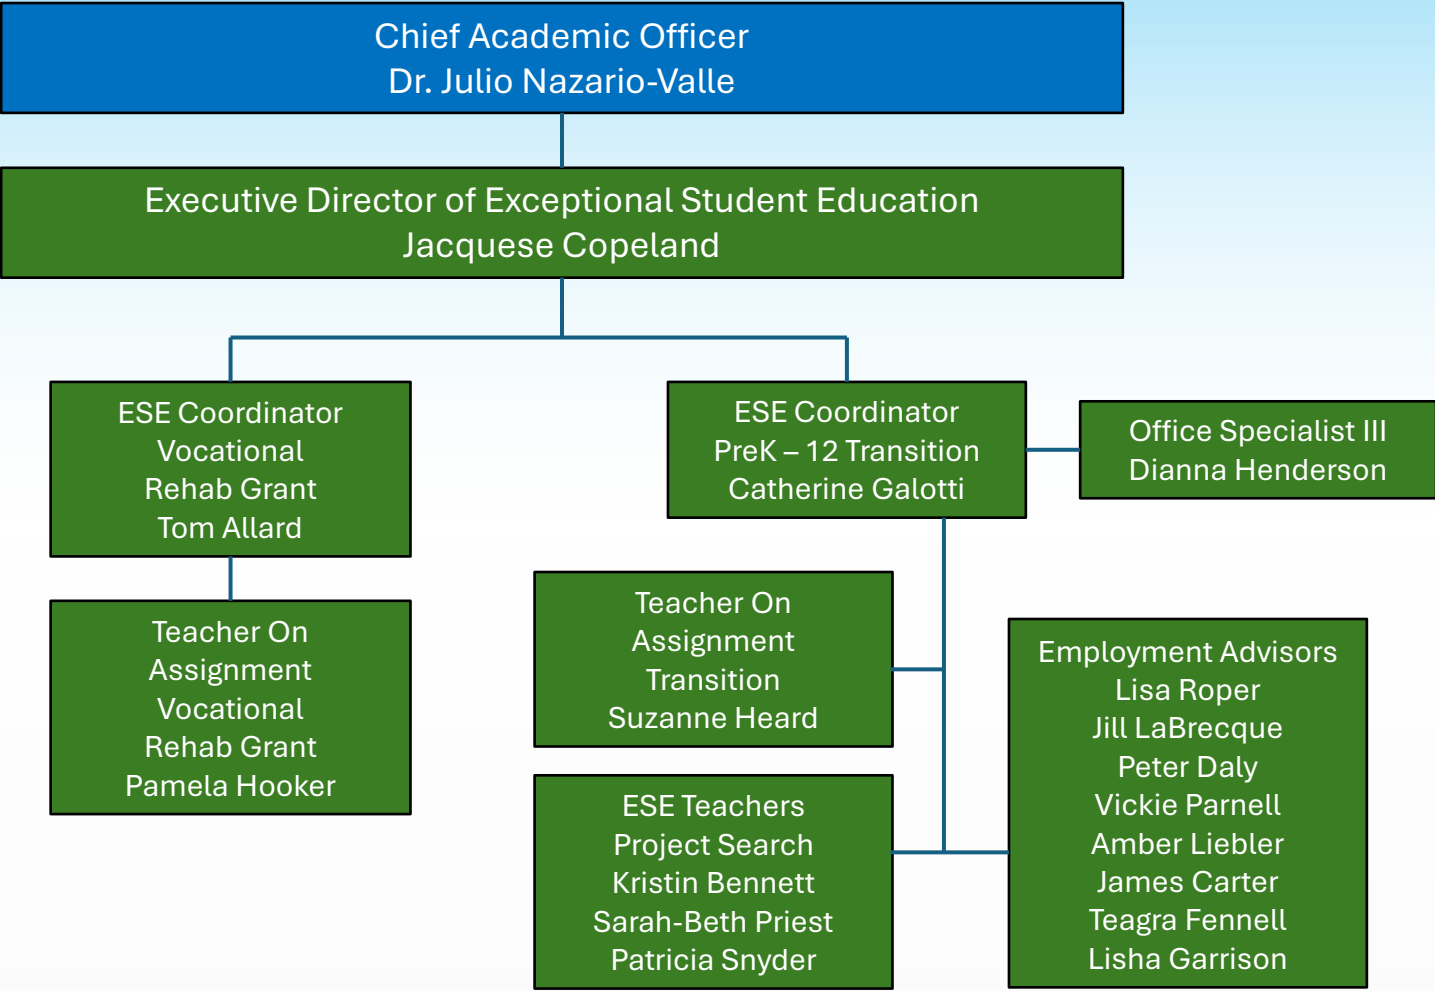 Chief Academic Officer
Dr. Julio Nazario-Valle
Executive Director of Exceptional Student Education
Jacquese Copeland
ESE Coordinator
Vocational
Rehab Grant
Tom Allard
ESE Coordinator
PreK – 12 Transition
Catherine Galotti
Office Specialist III
Dianna Henderson
Teacher On
Assignment
Vocational
Rehab Grant
Pamela Hooker
Teacher On
Assignment
Transition
Suzanne Heard
ESE Teachers
Project Search
Kristin Bennett
Sarah-Beth Priest
Patricia Snyder
Employment Advisors
Lisa Roper
Jill LaBrecque
Peter Daly
Vickie Parnell
Amber Liebler
James Carter
Teagra Fennell
Lisha Garrison